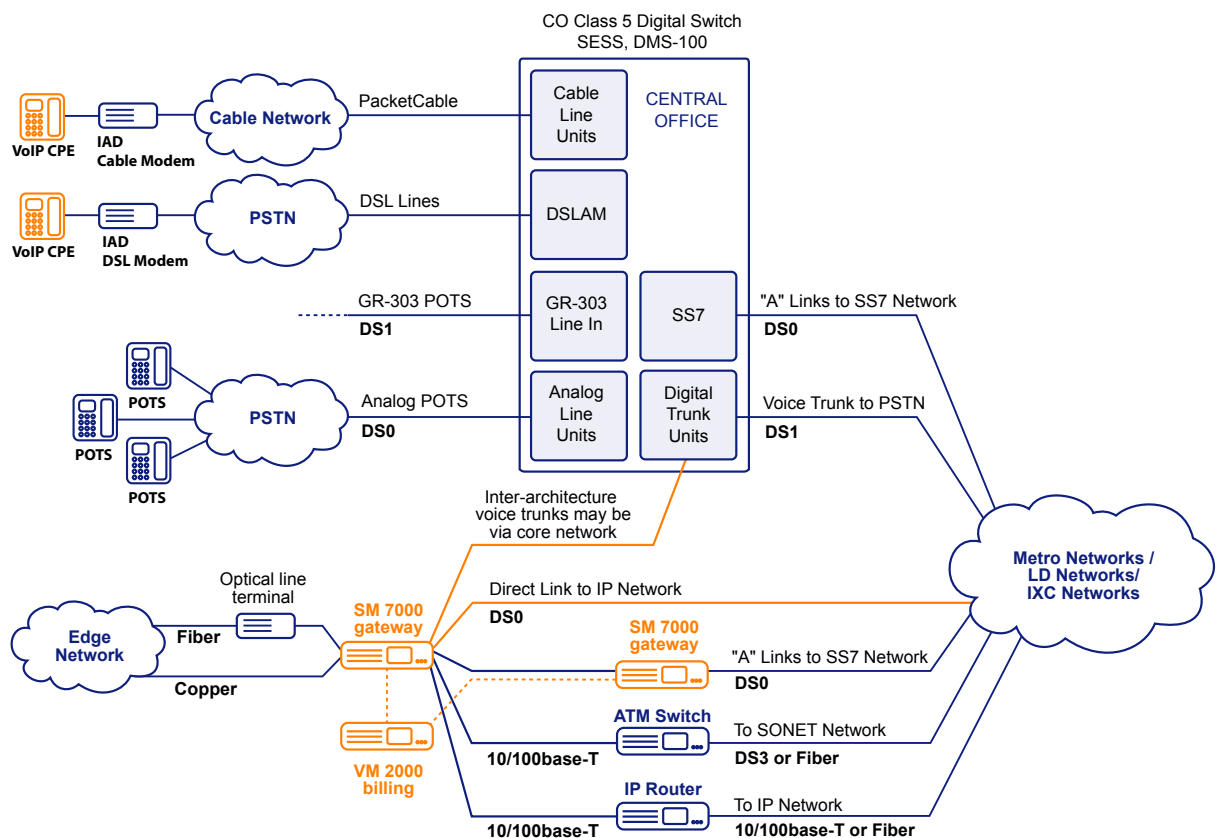 CO Class 5 Digital Switch
SESS, DMS-100
PacketCable
Cable
Line
Units
CENTRAL
OFFICE
Cable Network
VoIP CPE
IAD
Cable Modem
DSL Lines
DSLAM
PSTN
VoIP CPE
IAD
DSL Modem
GR-303 POTS
DS1
GR-303
Line In
SS7
"A" Links to SS7 Network
DS0
POTS
POTS
POTS
PSTN
Analog POTS
DS0
Analog
Line
Units
Digital
Trunk
Units
Voice Trunk to PSTN
DS1
Inter-architecture
voice trunks may be
via core network
Metro Networks /
LD Networks/
IXC Networks
Optical line
terminal
Edge
Network
Fiber
Copper
SM 7000
gateway
Direct Link to IP Network
DS0
SM 7000
gateway
"A" Links to SS7 Network
DS0
VM 2000
billing
ATM Switch
10/100base-T
To SONET Network
DS3 or Fiber
IP Router
10/100base-T
To IP Network
10/100base-T or Fiber